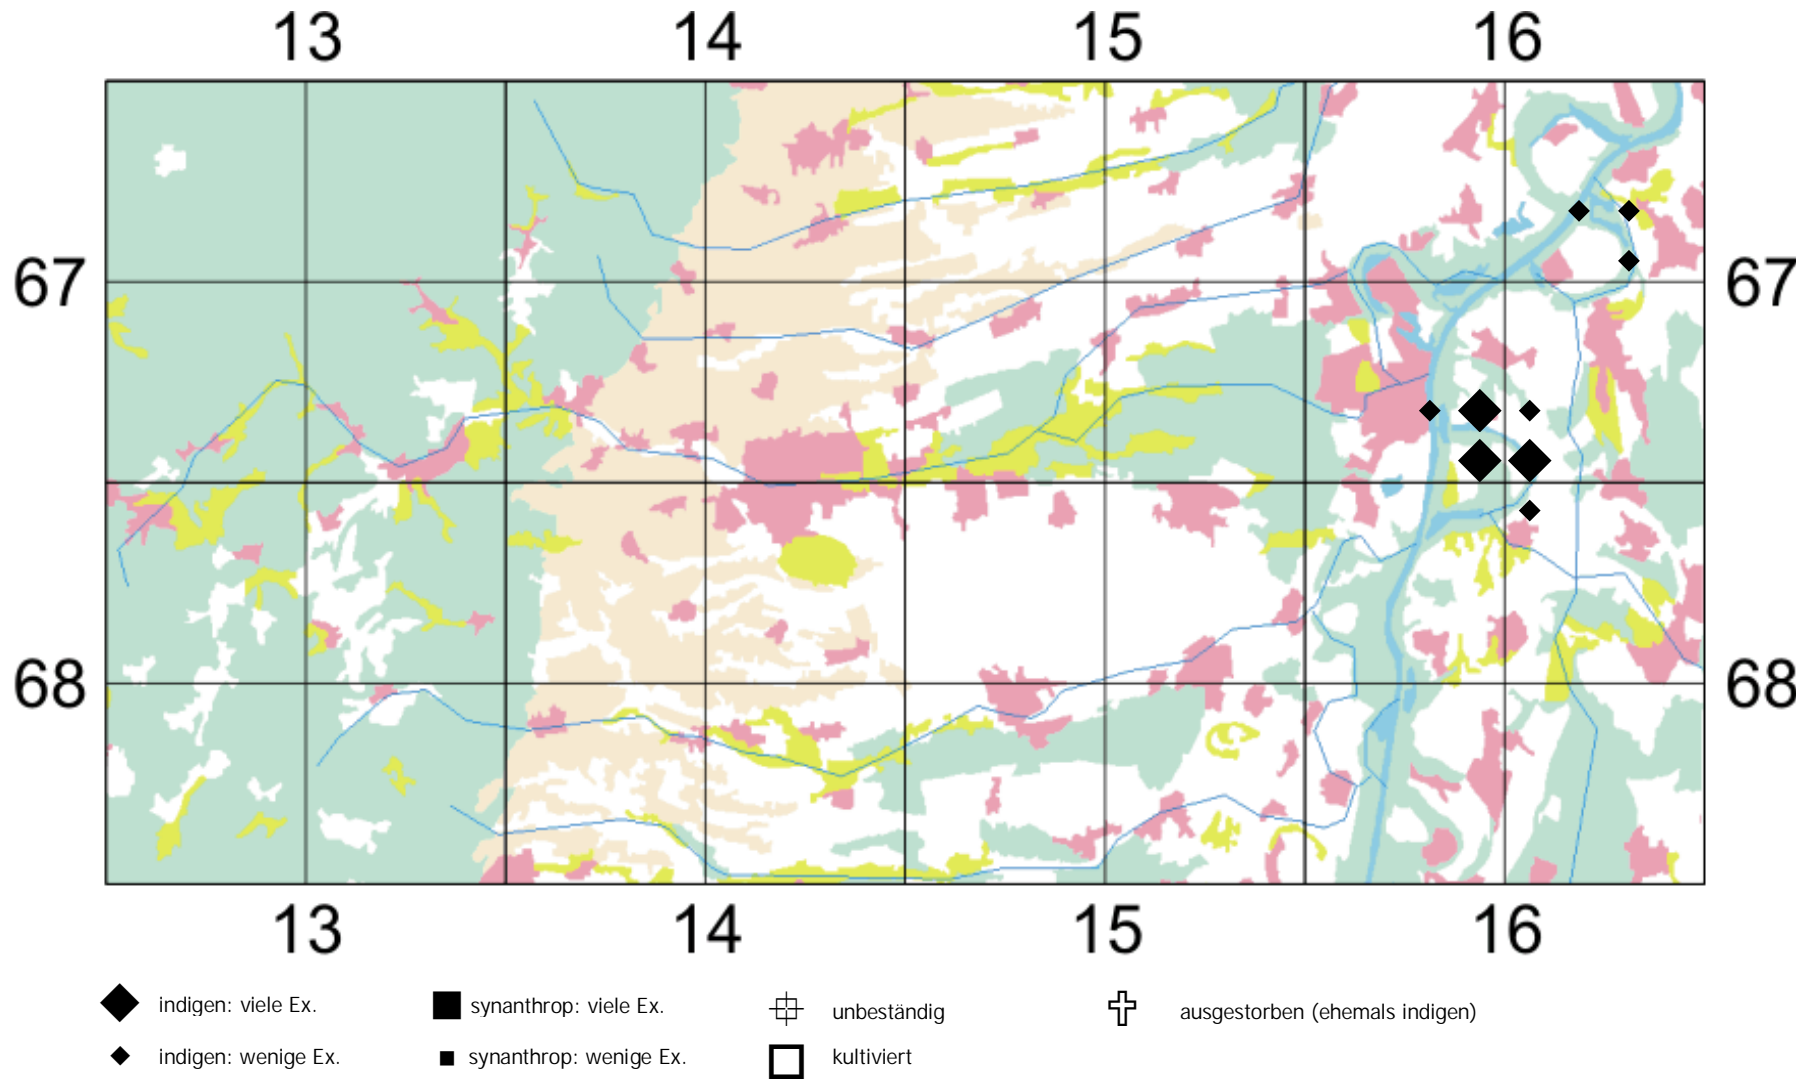 13 14 15 16
67 67
68 68
13 14 15 16
indigen: viele Ex. synanthrop: viele Ex. unbeständig ausgestorben (ehemals indigen)
indigen: wenige Ex. synanthrop: wenige Ex. kultiviert